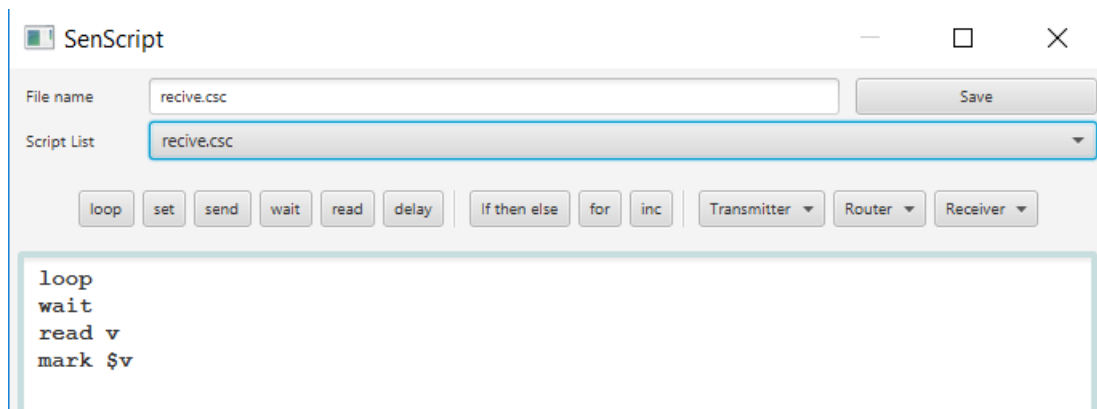 SenScript
File name recive.csc Save
Script List recive.csc
loop set send wait read delay If then else for inc Transmitter Router Receiver
loop
wait
read v
mark $v